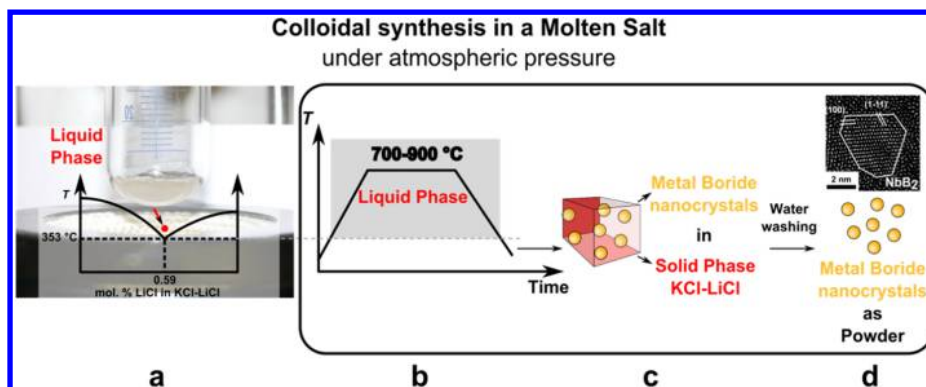 Colloidal synthesis in a Molten Salt
under atmospheric pressure
Liquid
Phase
T
353 °C
0.59
mol. % LiCl in KCl-LiCl
a
T
700-900 °C
Liquid Phase
Time
b
Metal Boride
nanocrystals
in
Solid Phase
KCl-LiCl
c
Water
washing
(100)
(1-11)
2 nm
NbB2
Metal Boride
nanocrystals
as
Powder
d